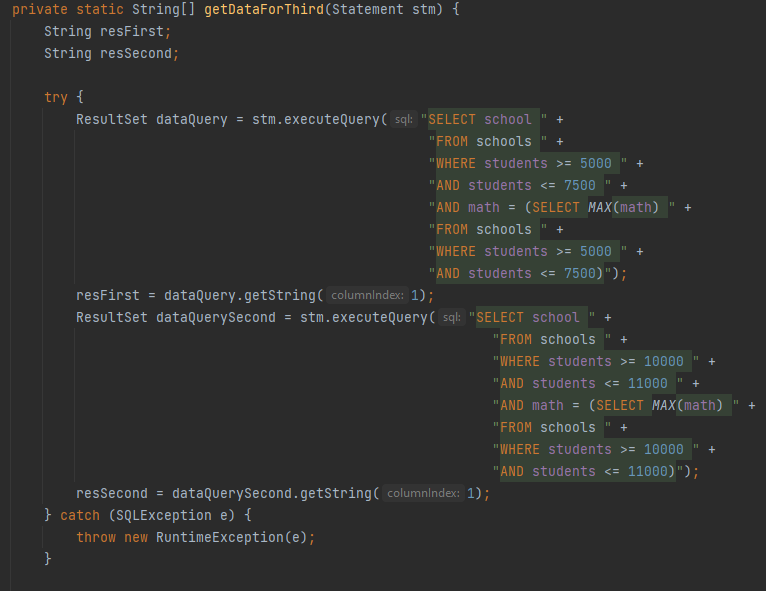 private static String[] getDataForThird(Statement stm) {
String resFirst;
String resSecond;
try {
ResultSet dataQuery = stm.executeQuery( sql: "SELECT school " +
"FROM schools " +
"WHERE students >= 5000 " +
"AND students <= 7500 " +
"AND math = (SELECT MAX(math) " +
"FROM schools " +
"WHERE students >= 5000 " +
"AND students <= 7500)");
resFirst = dataQuery.getString( columnIndex: 1);
ResultSet dataQuerySecond = stm.executeQuery( sql: "SELECT school " +
"FROM schools " +
"WHERE students >= 10000 " +
"AND students <= 11000 " +
"AND math = (SELECT MAX(math) " +
"FROM schools " +
"WHERE students >= 10000 " +
"AND students <= 11000)");
resSecond = dataQuerySecond.getString( columnIndex: 1);
} catch (SQLException e) {
throw new RuntimeException(e);
}